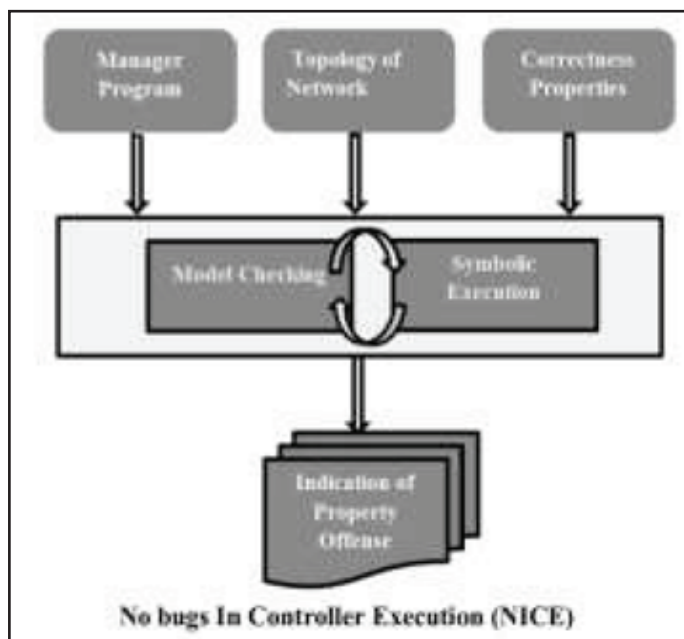 Manager
Program
Topology of
Network
Correctness
Properties
Model Checking
Symbolic
Execution
Indication of
Property
Offense
No bugs In Controller Execution (NICE)